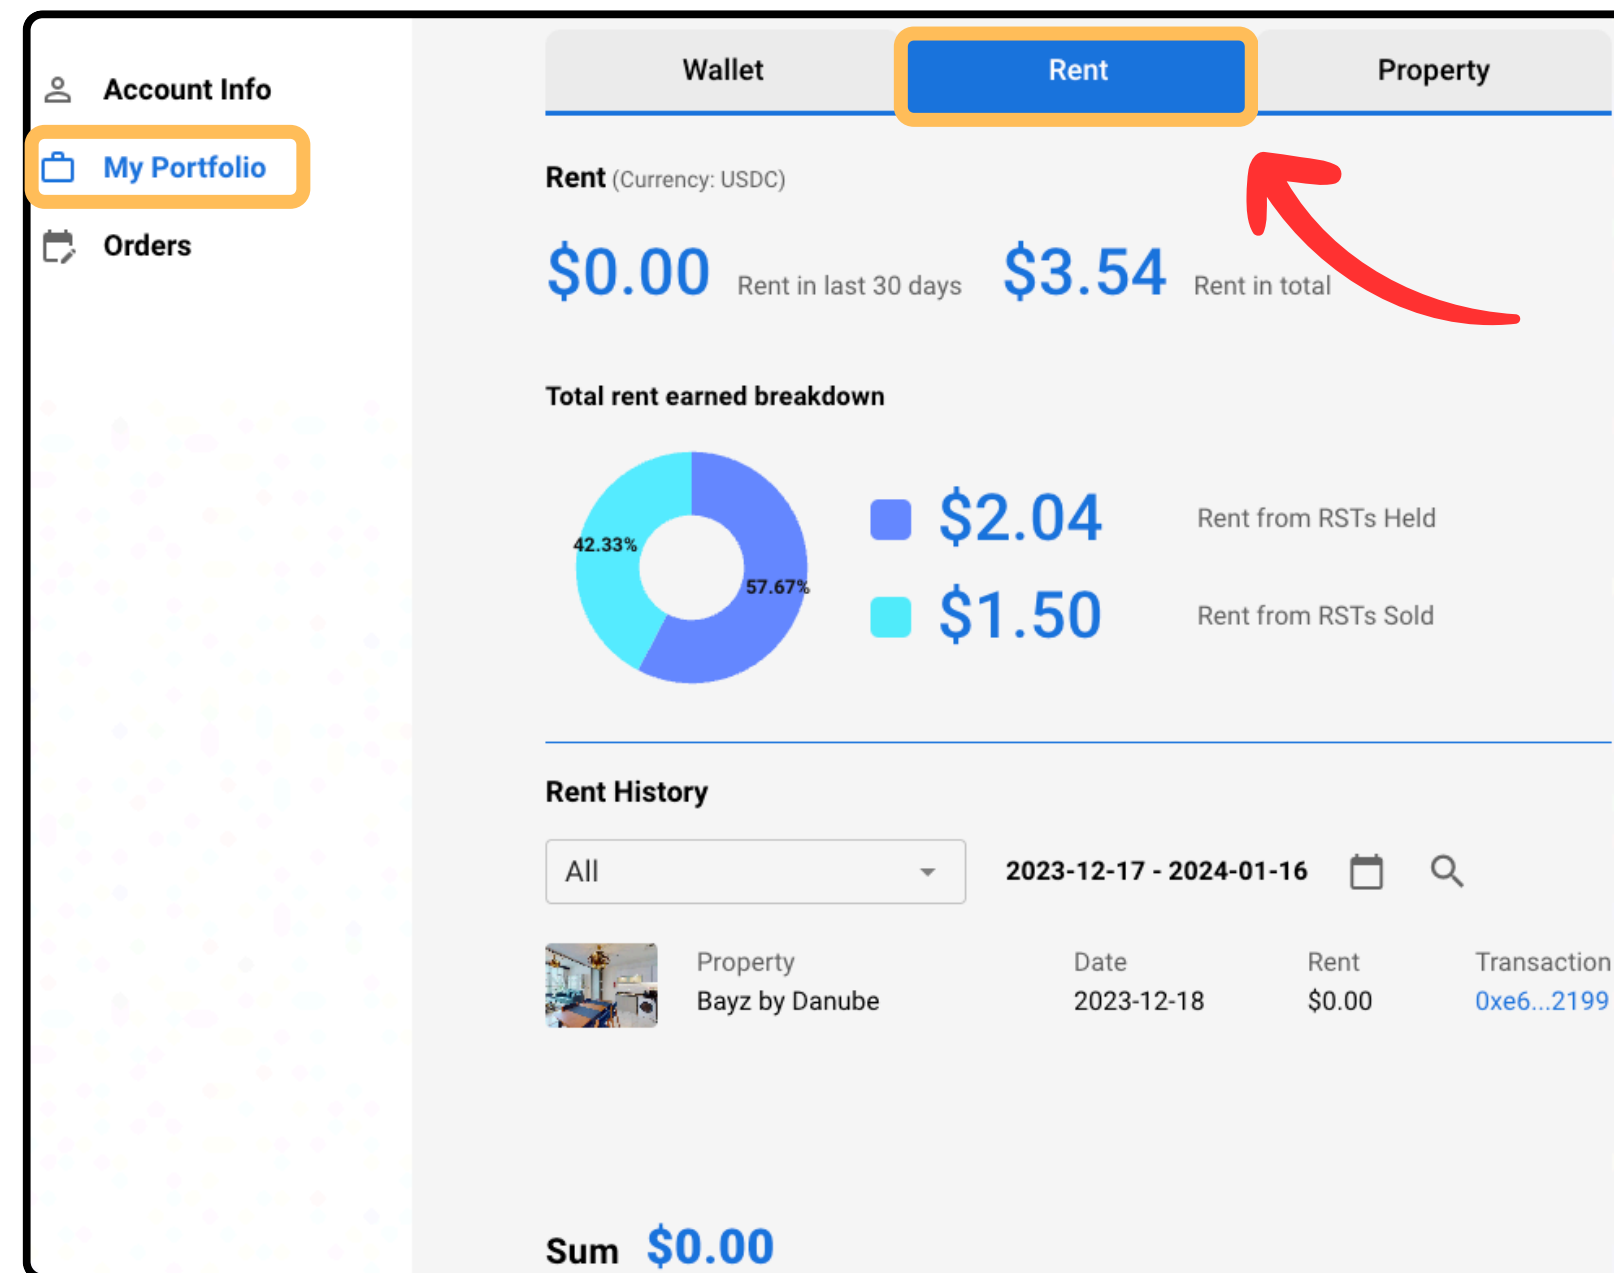 Account Info
My Portfolio
Orders
Wallet Rent Property
Rent (Currency: USDC)
$0.00 Rent in last 30 days $3.54 Rent in total
Total rent earned breakdown
42.33%
57.67%
$2.04 Rent from RSTs Held
$1.50 Rent from RSTs Sold
Rent History
All 2023-12-17 - 2024-01-16
Property Date Rent Transaction
Bayz by Danube 2023-12-18 $0.00 0xe6...2199
Sum $0.00